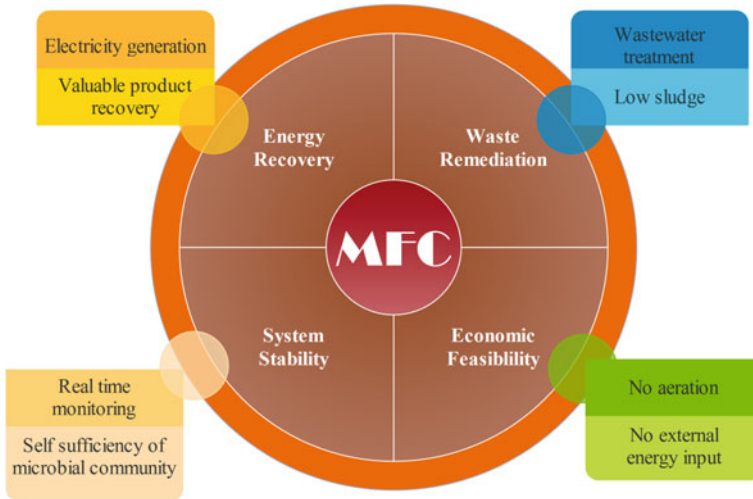 Electricity generation
Valuable product
recovery
Wastewater
treatment
Low sludge
Energy
Recovery
Waste
Remediation
MFC
System
Stability
Economic
Feasiblility
Real time
monitoring
Self sufficiency of
microbial community
No aeration
No external
energy input